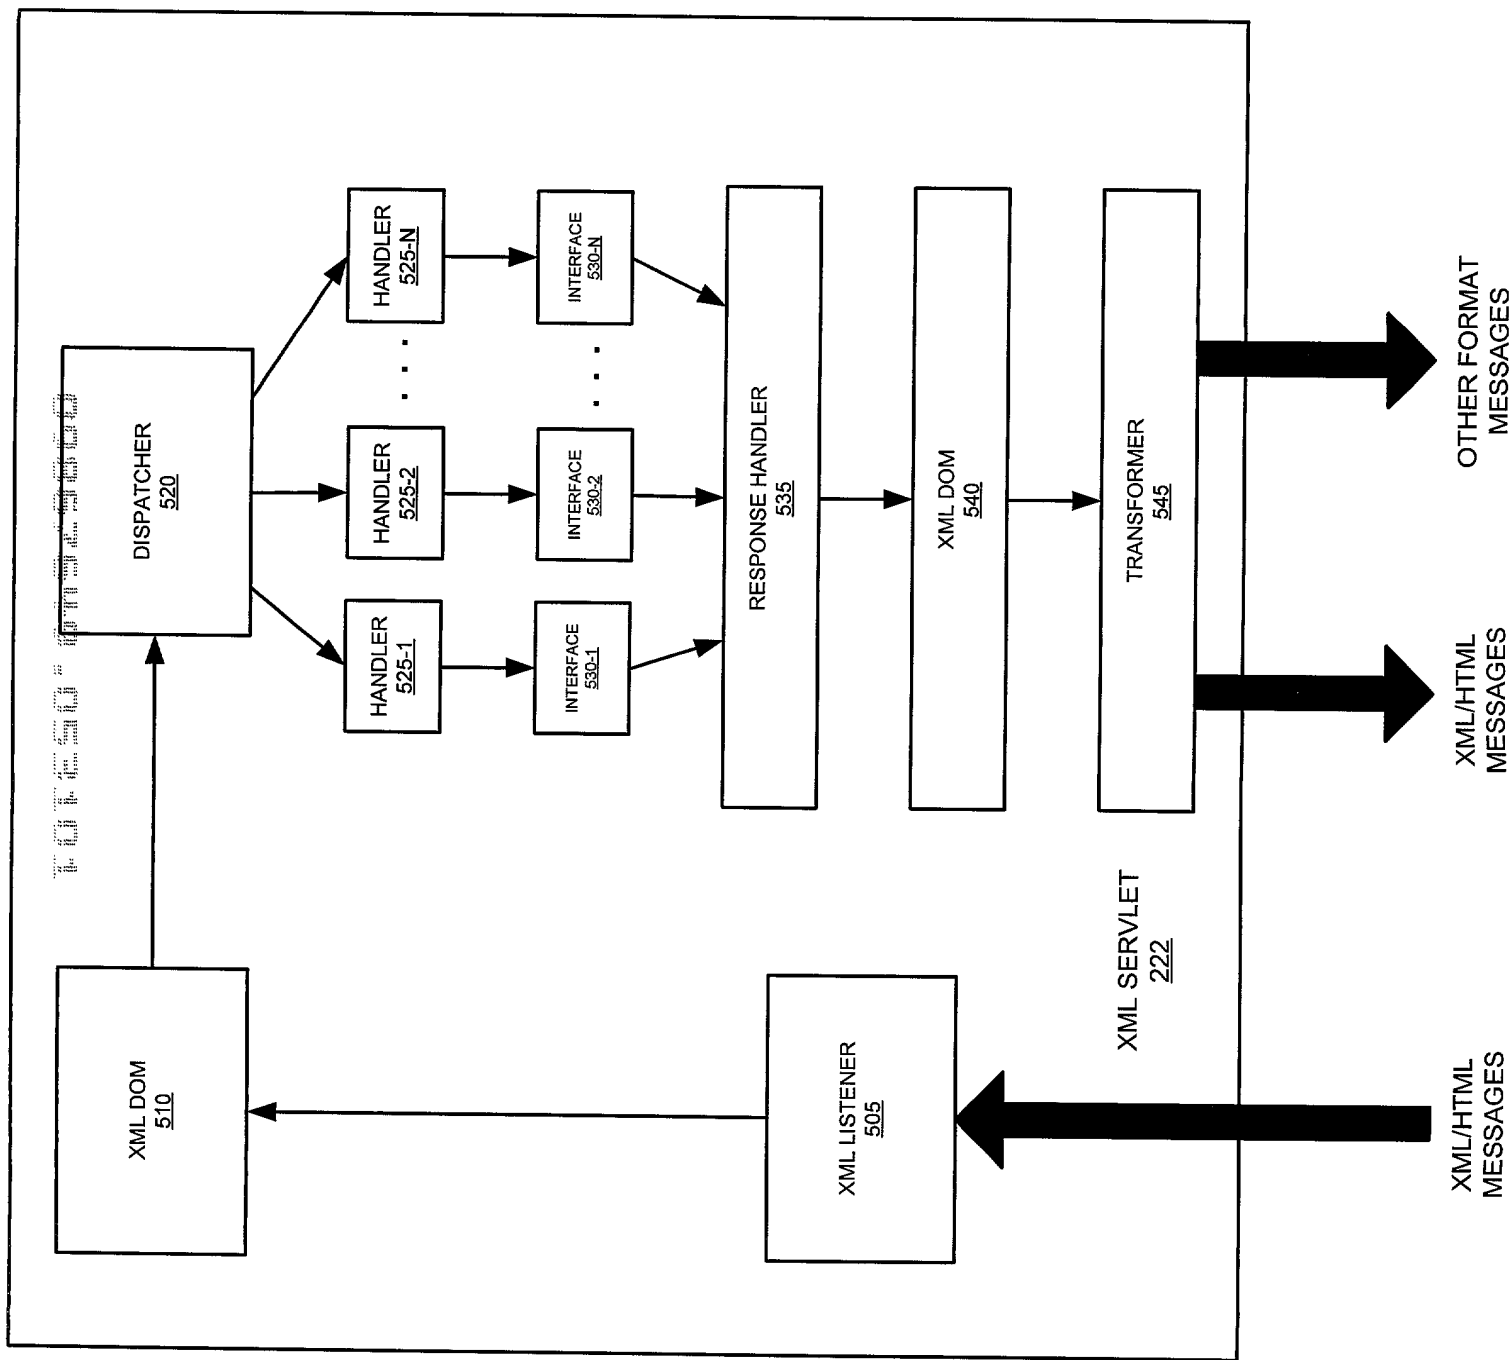 XML DOM
510
DISPATCHER
520
HANDLER
525-1
HANDLER
525-2
. . .
HANDLER
525-N
INTERFACE
530-1
INTERFACE
530-2
. . .
INTERFACE
530-N
XML LISTENER
505
RESPONSE HANDLER
535
XML DOM
540
TRANSFORMER
545
XML SERVLET
222
XML/HTML
MESSAGES
XML/HTML
MESSAGES
OTHER FORMAT
MESSAGES